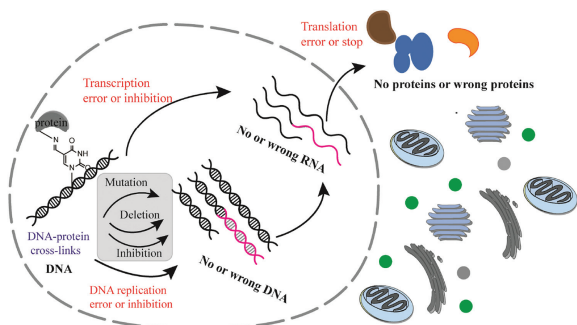 Translation
error or stop
No proteins or wrong proteins
Transcription
error or inhibition
protein
N
O
NH
N
O
No or wrong RNA
Mutation
Deletion
Inhibition
DNA-protein
cross-links
DNA
No or wrong DNA
DNA replication
error or inhibition